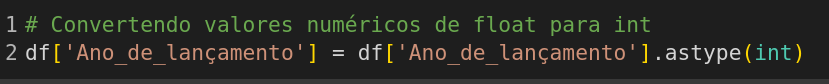 1 # Convertendo valores numéricos de float para int
2 df['Ano_de_lançamento'] = df['Ano_de_lançamento'].astype(int)